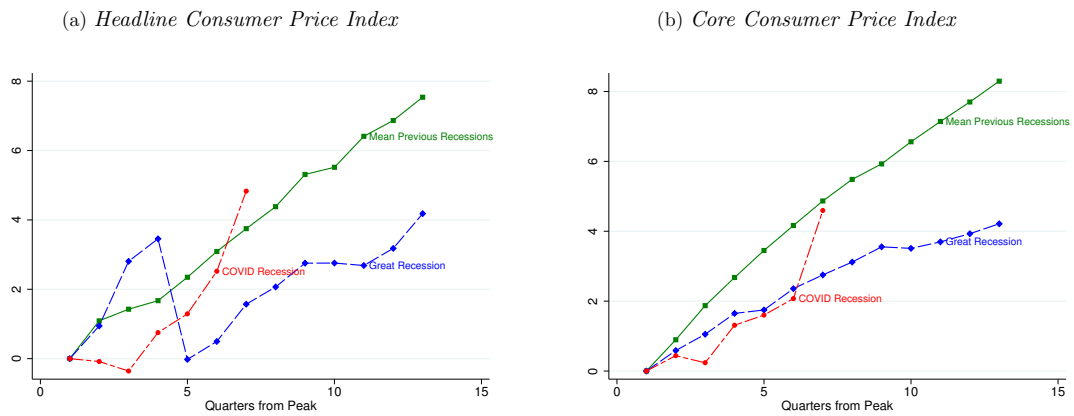 (a) Headline Consumer Price Index
8
6
4
2
0
Mean Previous Recessions
COVID Recession
Great Recession
0 5 10 15
Quarters from Peak
(b) Core Consumer Price Index
8
6
4
2
0
Mean Previous Recessions
Great Recession
COVID Recession
0 5 10 15
Quarters from Peak